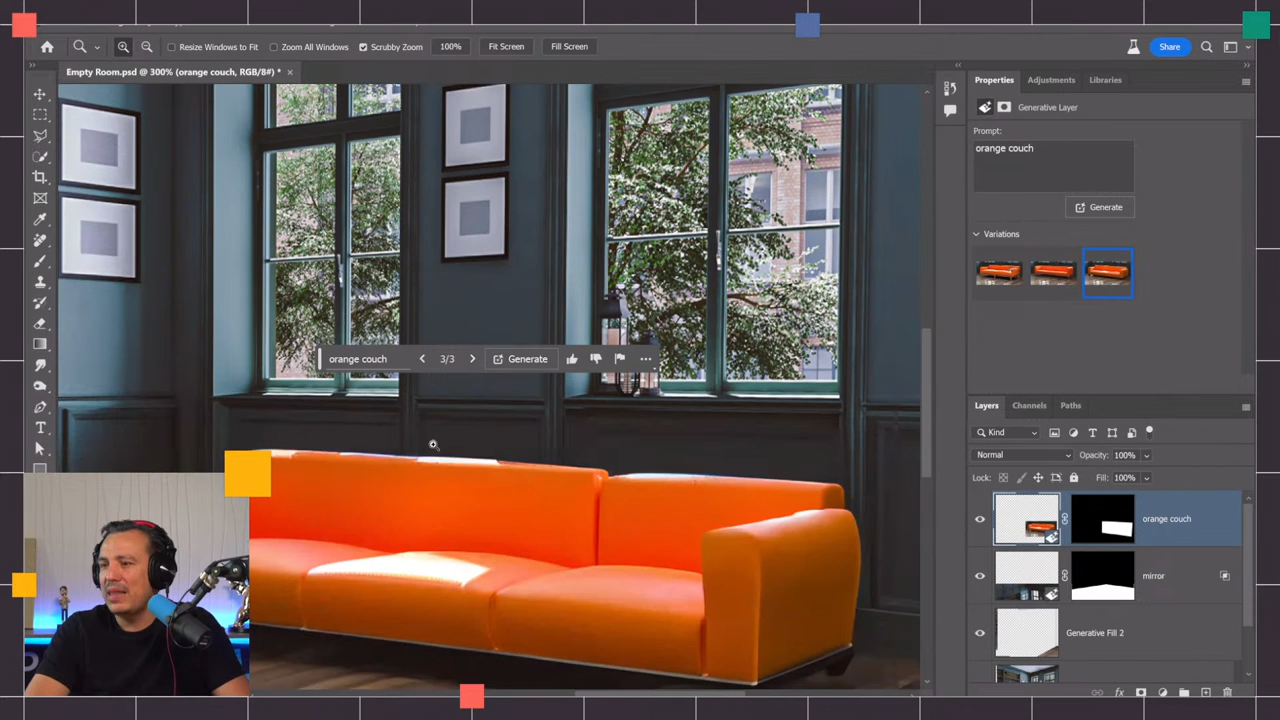 Resize Windows to Fit
Zoom All Windows
Scrubby Zoom
100%
Fit Screen
Fill Screen
Share
Empty Room.psd @ 300% (orange couch, RGB/8#) *
Properties
Adjustments
Libraries
Generative Layer
Prompt:
orange couch
Generate
Variations
orange couch
3/3
Generate
Layers
Channels
Paths
Kind
Normal
Opacity: 100%
Lock:
Fill: 100%
orange couch
mirror
Generative Fill 2